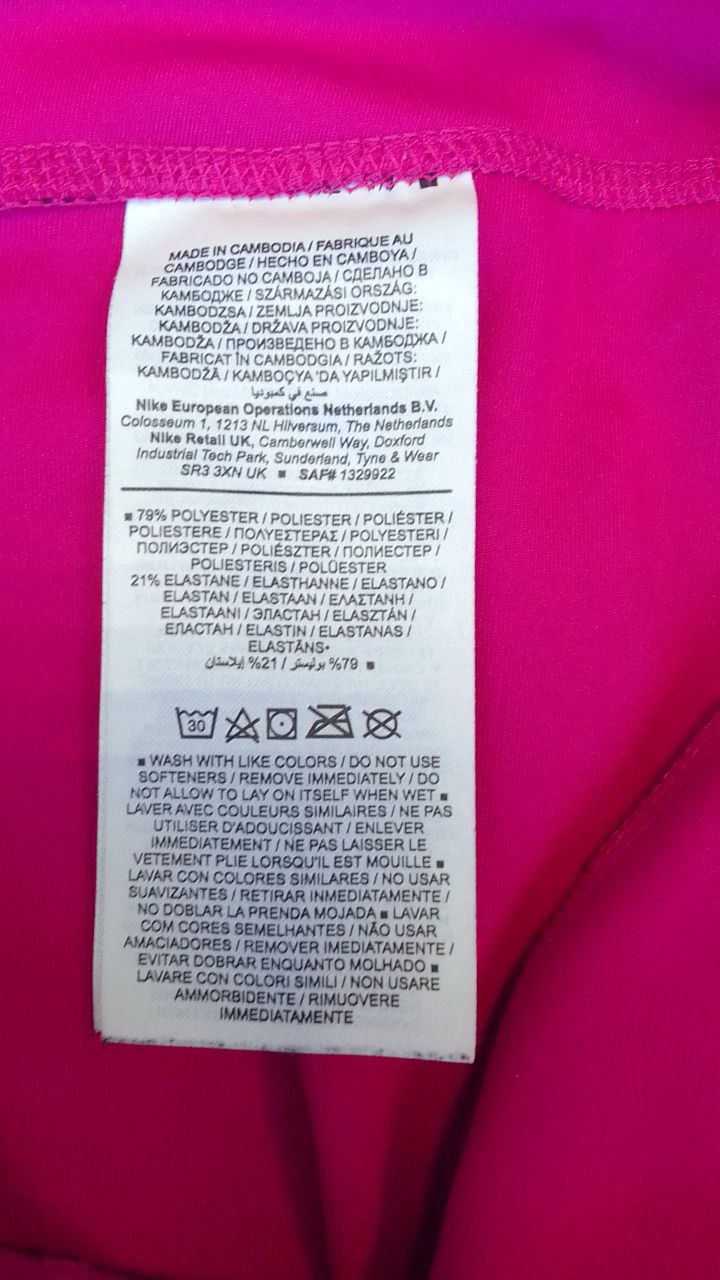 MADE IN CAMBODIA / FABRIQUE AU
CAMBODGE / HECHO EN CAMBOYA /
FABRICADO NO CAMBOJA / СДЕЛАНО В
КАМБОДЖЕ / SZÁRMAZÁSI ORSZÁG:
KAMBODZSA / ZEMLJA PROIZVODNJE:
KAMBODŽA / DRŽAVA PROIZVODNJE:
KAMBODŽA / ПРОИЗВЕДЕНО В КАМБОДЖА /
FABRICAT ÎN CAMBODGIA / RAŽOTS:
KAMBODŽĀ / KAMBOÇYA 'DA YAPILMIŞTIR /
صنع في كمبوديا
Nike European Operations Netherlands B.V.
Colosseum 1, 1213 NL Hilversum, The Netherlands
Nike Retail UK, Camberwell Way, Doxford
Industrial Tech Park, Sunderland, Tyne & Wear
SR3 3XN UK ■ SAF# 1329922
■ 79% POLYESTER / POLIESTER / POLIÉSTER /
POLIESTERE / ΠΟΛΥΕΣΤΕΡΑΣ / POLYESTERI /
ПОЛИЭСТЕР / POLIÉSZTER / ПОЛИЕСТЕР /
POLIESTERIS / POLÜESTER
21% ELASTANE / ELASTHANNE / ELASTANO /
ELASTAN / ELASTAAN / ΕΛΑΣΤΑΝΗ /
ELASTAANI / ЭЛАСТАН / ELASZTÁN /
ЕЛАСТАН / ELASTIN / ELASTANAS /
ELASTĀNS•
79% بوليستر / 21% إيلاستان ■
30
■ WASH WITH LIKE COLORS / DO NOT USE
SOFTENERS / REMOVE IMMEDIATELY / DO
NOT ALLOW TO LAY ON ITSELF WHEN WET ■
LAVER AVEC COULEURS SIMILAIRES / NE PAS
UTILISER D'ADOUCISSANT / ENLEVER
IMMEDIATEMENT / NE PAS LAISSER LE
VETEMENT PLIE LORSQU'IL EST MOUILLE ■
LAVAR CON COLORES SIMILARES / NO USAR
SUAVIZANTES / RETIRAR INMEDIATAMENTE /
NO DOBLAR LA PRENDA MOJADA ■ LAVAR
COM CORES SEMELHANTES / NÃO USAR
AMACIADORES / REMOVER IMEDIATAMENTE /
EVITAR DOBRAR ENQUANTO MOLHADO ■
LAVARE CON COLORI SIMILI / NON USARE
AMMORBIDENTE / RIMUOVERE
IMMEDIATAMENTE